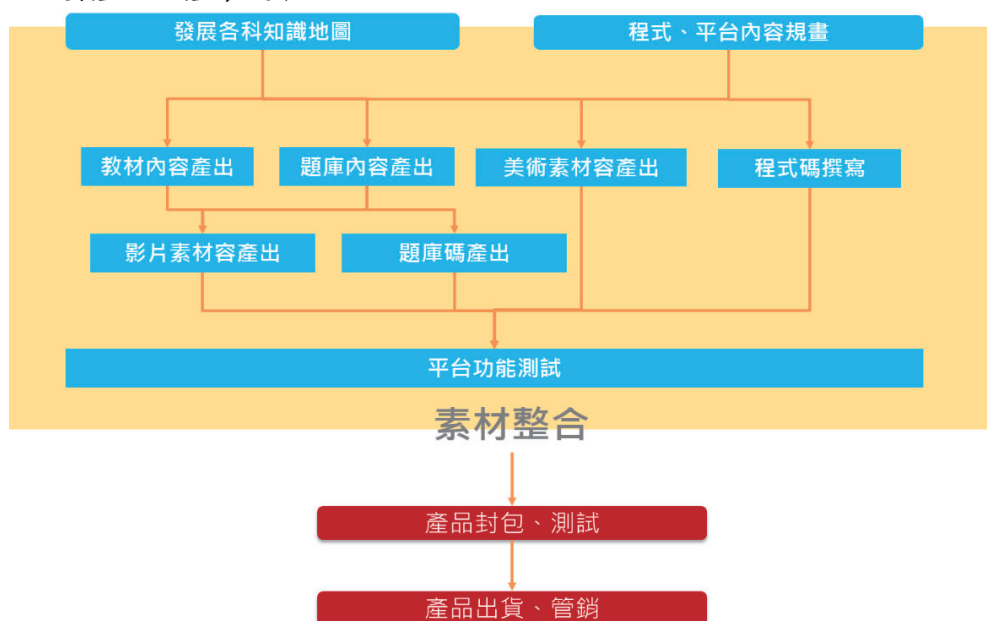 發展各科知識地圖
程式、平台內容規畫
教材內容產出
題庫內容產出
美術素材容產出
程式碼撰寫
影片素材容產出
題庫碼產出
平台功能測試
素材整合
產品封包、測試
產品出貨、管銷